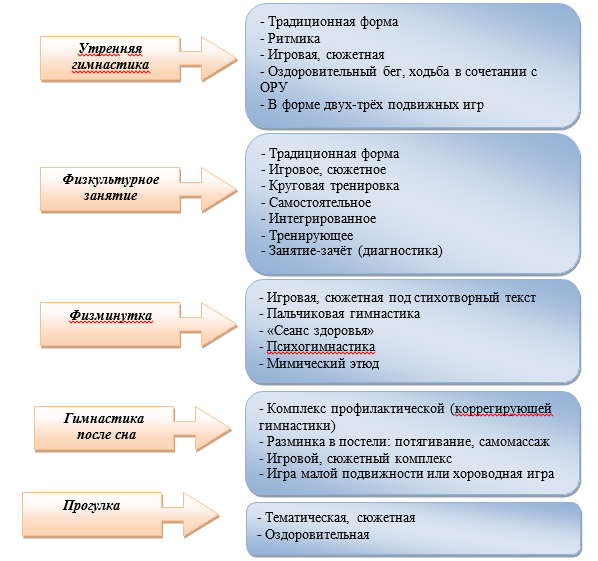 Утренняя
гимнастика
- Традиционная форма
- Ритмика
- Игровая, сюжетная
- Оздоровительный бег, ходьба в сочетании с
ОРУ
- В форме двух-трёх подвижных игр
Физкультурное
занятие
- Традиционная форма
- Игровое, сюжетное
- Круговая тренировка
- Самостоятельное
- Интегрированное
- Тренирующее
- Занятие-зачёт (диагностика)
Физминутка
- Игровая, сюжетная под стихотворный текст
- Пальчиковая гимнастика
- «Сеанс здоровья»
- Психогимнастика
- Мимический этюд
Гимнастика
после сна
- Комплекс профилактической (коррегирующей
гимнастики)
- Разминка в постели: потягивание, самомассаж
- Игровой, сюжетный комплекс
- Игра малой подвижности или хороводная игра
Прогулка
- Тематическая, сюжетная
- Оздоровительная